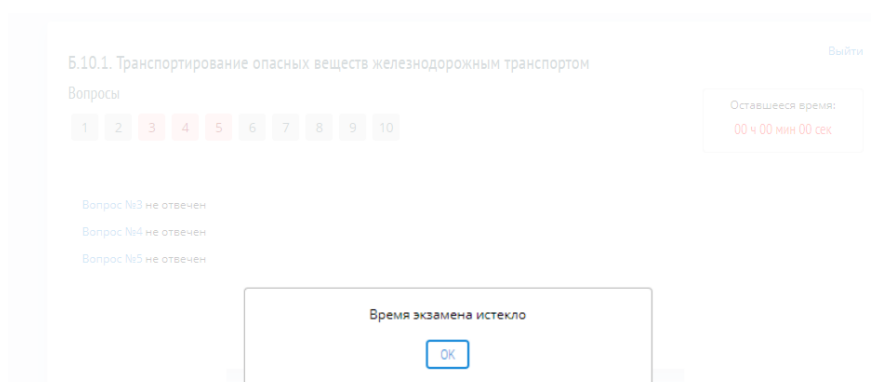 Выйти
Б.10.1. Транспортирование опасных веществ железнодорожным транспортом
Вопросы
Оставшееся время:
1 2 3 4 5 6 7 8 9 10
00 ч 00 мин 00 сек
Вопрос №3 не отвечен
Вопрос №4 не отвечен
Вопрос №5 не отвечен
Время экзамена истекло
OK